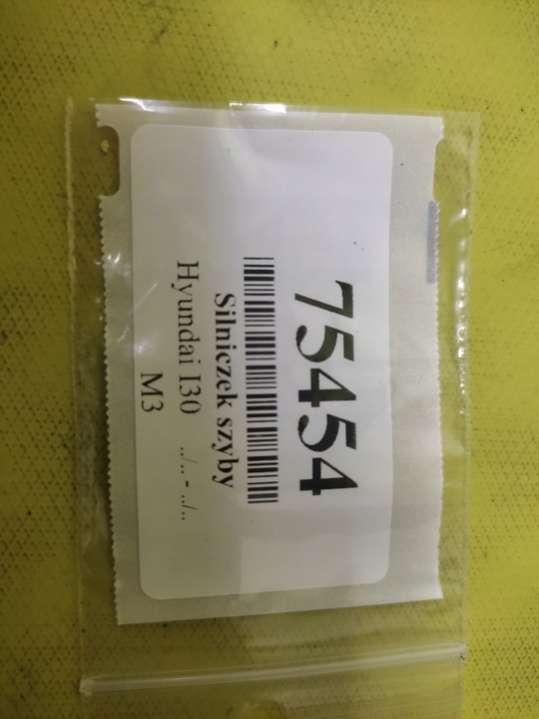 75454
Silniczek szyby
Hyundai I30 ../.. - ../..
M3